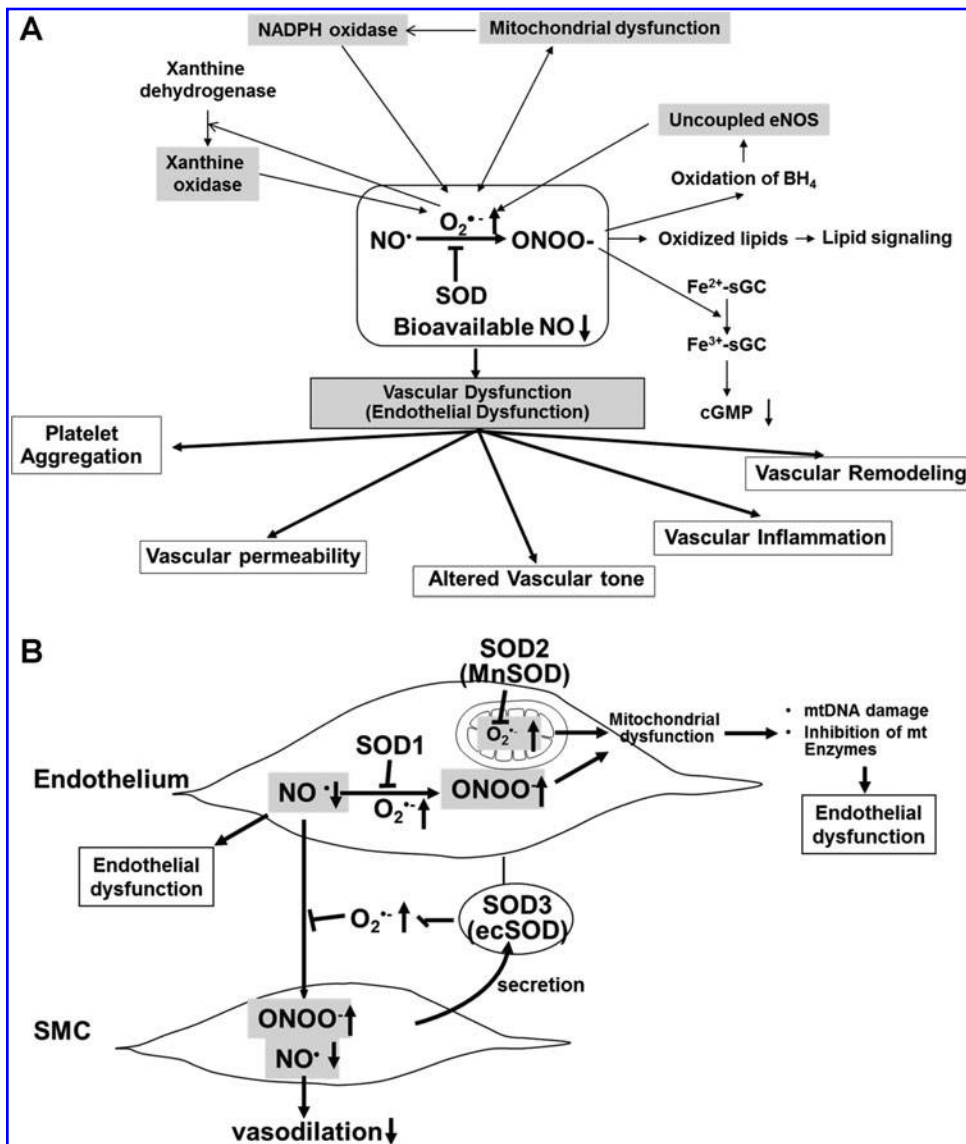 A
NADPH oxidase
Mitochondrial dysfunction
Xanthine
dehydrogenase
Uncoupled eNOS
Xanthine
oxidase
Oxidation of BH₄
O₂•-
NO•
ONOO-
Oxidized lipids
Lipid signaling
SOD
Fe²⁺-sGC
Bioavailable NO
Fe³⁺-sGC
Vascular Dysfunction
(Endothelial Dysfunction)
cGMP
Platelet
Aggregation
Vascular Remodeling
Vascular permeability
Vascular Inflammation
Altered Vascular tone
B
SOD2
(MnSOD)
O₂•-
Mitochondrial
dysfunction
• mtDNA damage
• Inhibition of mt
Enzymes
SOD1
Endothelium
NO•
O₂•-
ONOO-
Endothelial
dysfunction
Endothelial
dysfunction
O₂•-
SOD3
(ecSOD)
secretion
SMC
ONOO-
NO•
vasodilation